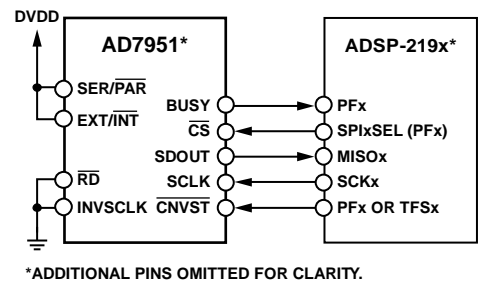 DVDD
AD7951*
ADSP-219x*
SER/PAR
BUSY
PFx
EXT/INT
CS
SPIxSEL (PFx)
SDOUT
MISOx
RD
SCLK
SCKx
INVSCLK
CNVST
PFx OR TFSx
*ADDITIONAL PINS OMITTED FOR CLARITY.